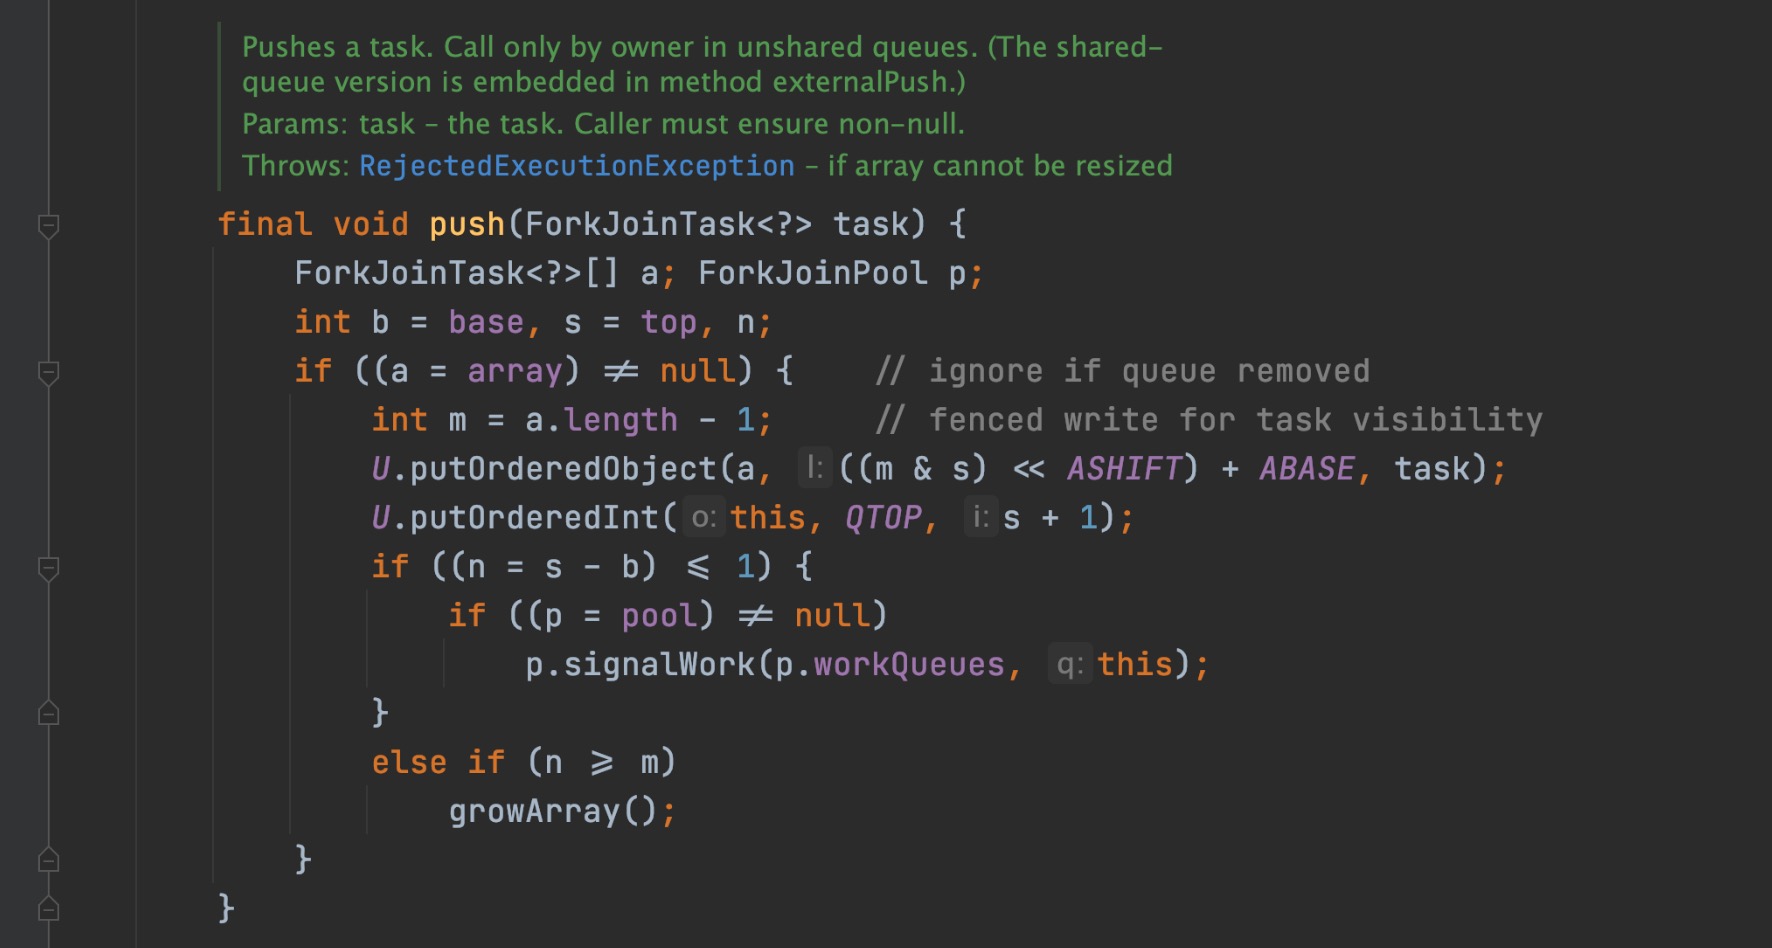 Pushes a task. Call only by owner in unshared queues. (The shared-
queue version is embedded in method externalPush.)
Params: task – the task. Caller must ensure non-null.
Throws: RejectedExecutionException – if array cannot be resized
final void push(ForkJoinTask<?> task) {
    ForkJoinTask<?>[] a; ForkJoinPool p;
    int b = base, s = top, n;
    if ((a = array) != null) {    // ignore if queue removed
        int m = a.length - 1;     // fenced write for task visibility
        U.putOrderedObject(a, l: ((m & s) << ASHIFT) + ABASE, task);
        U.putOrderedInt( o: this, QTOP, i: s + 1);
        if ((n = s - b) <= 1) {
            if ((p = pool) != null)
                p.signalWork(p.workQueues, q: this);
        }
        else if (n >= m)
            growArray();
    }
}